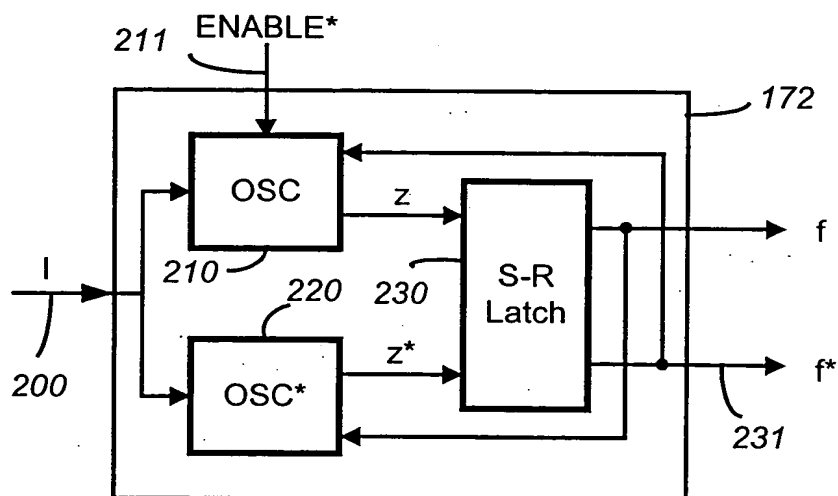 ENABLE*
211
172
OSC
z
f
210
I
220
230
S-R
Latch
200
z*
OSC*
f*
231